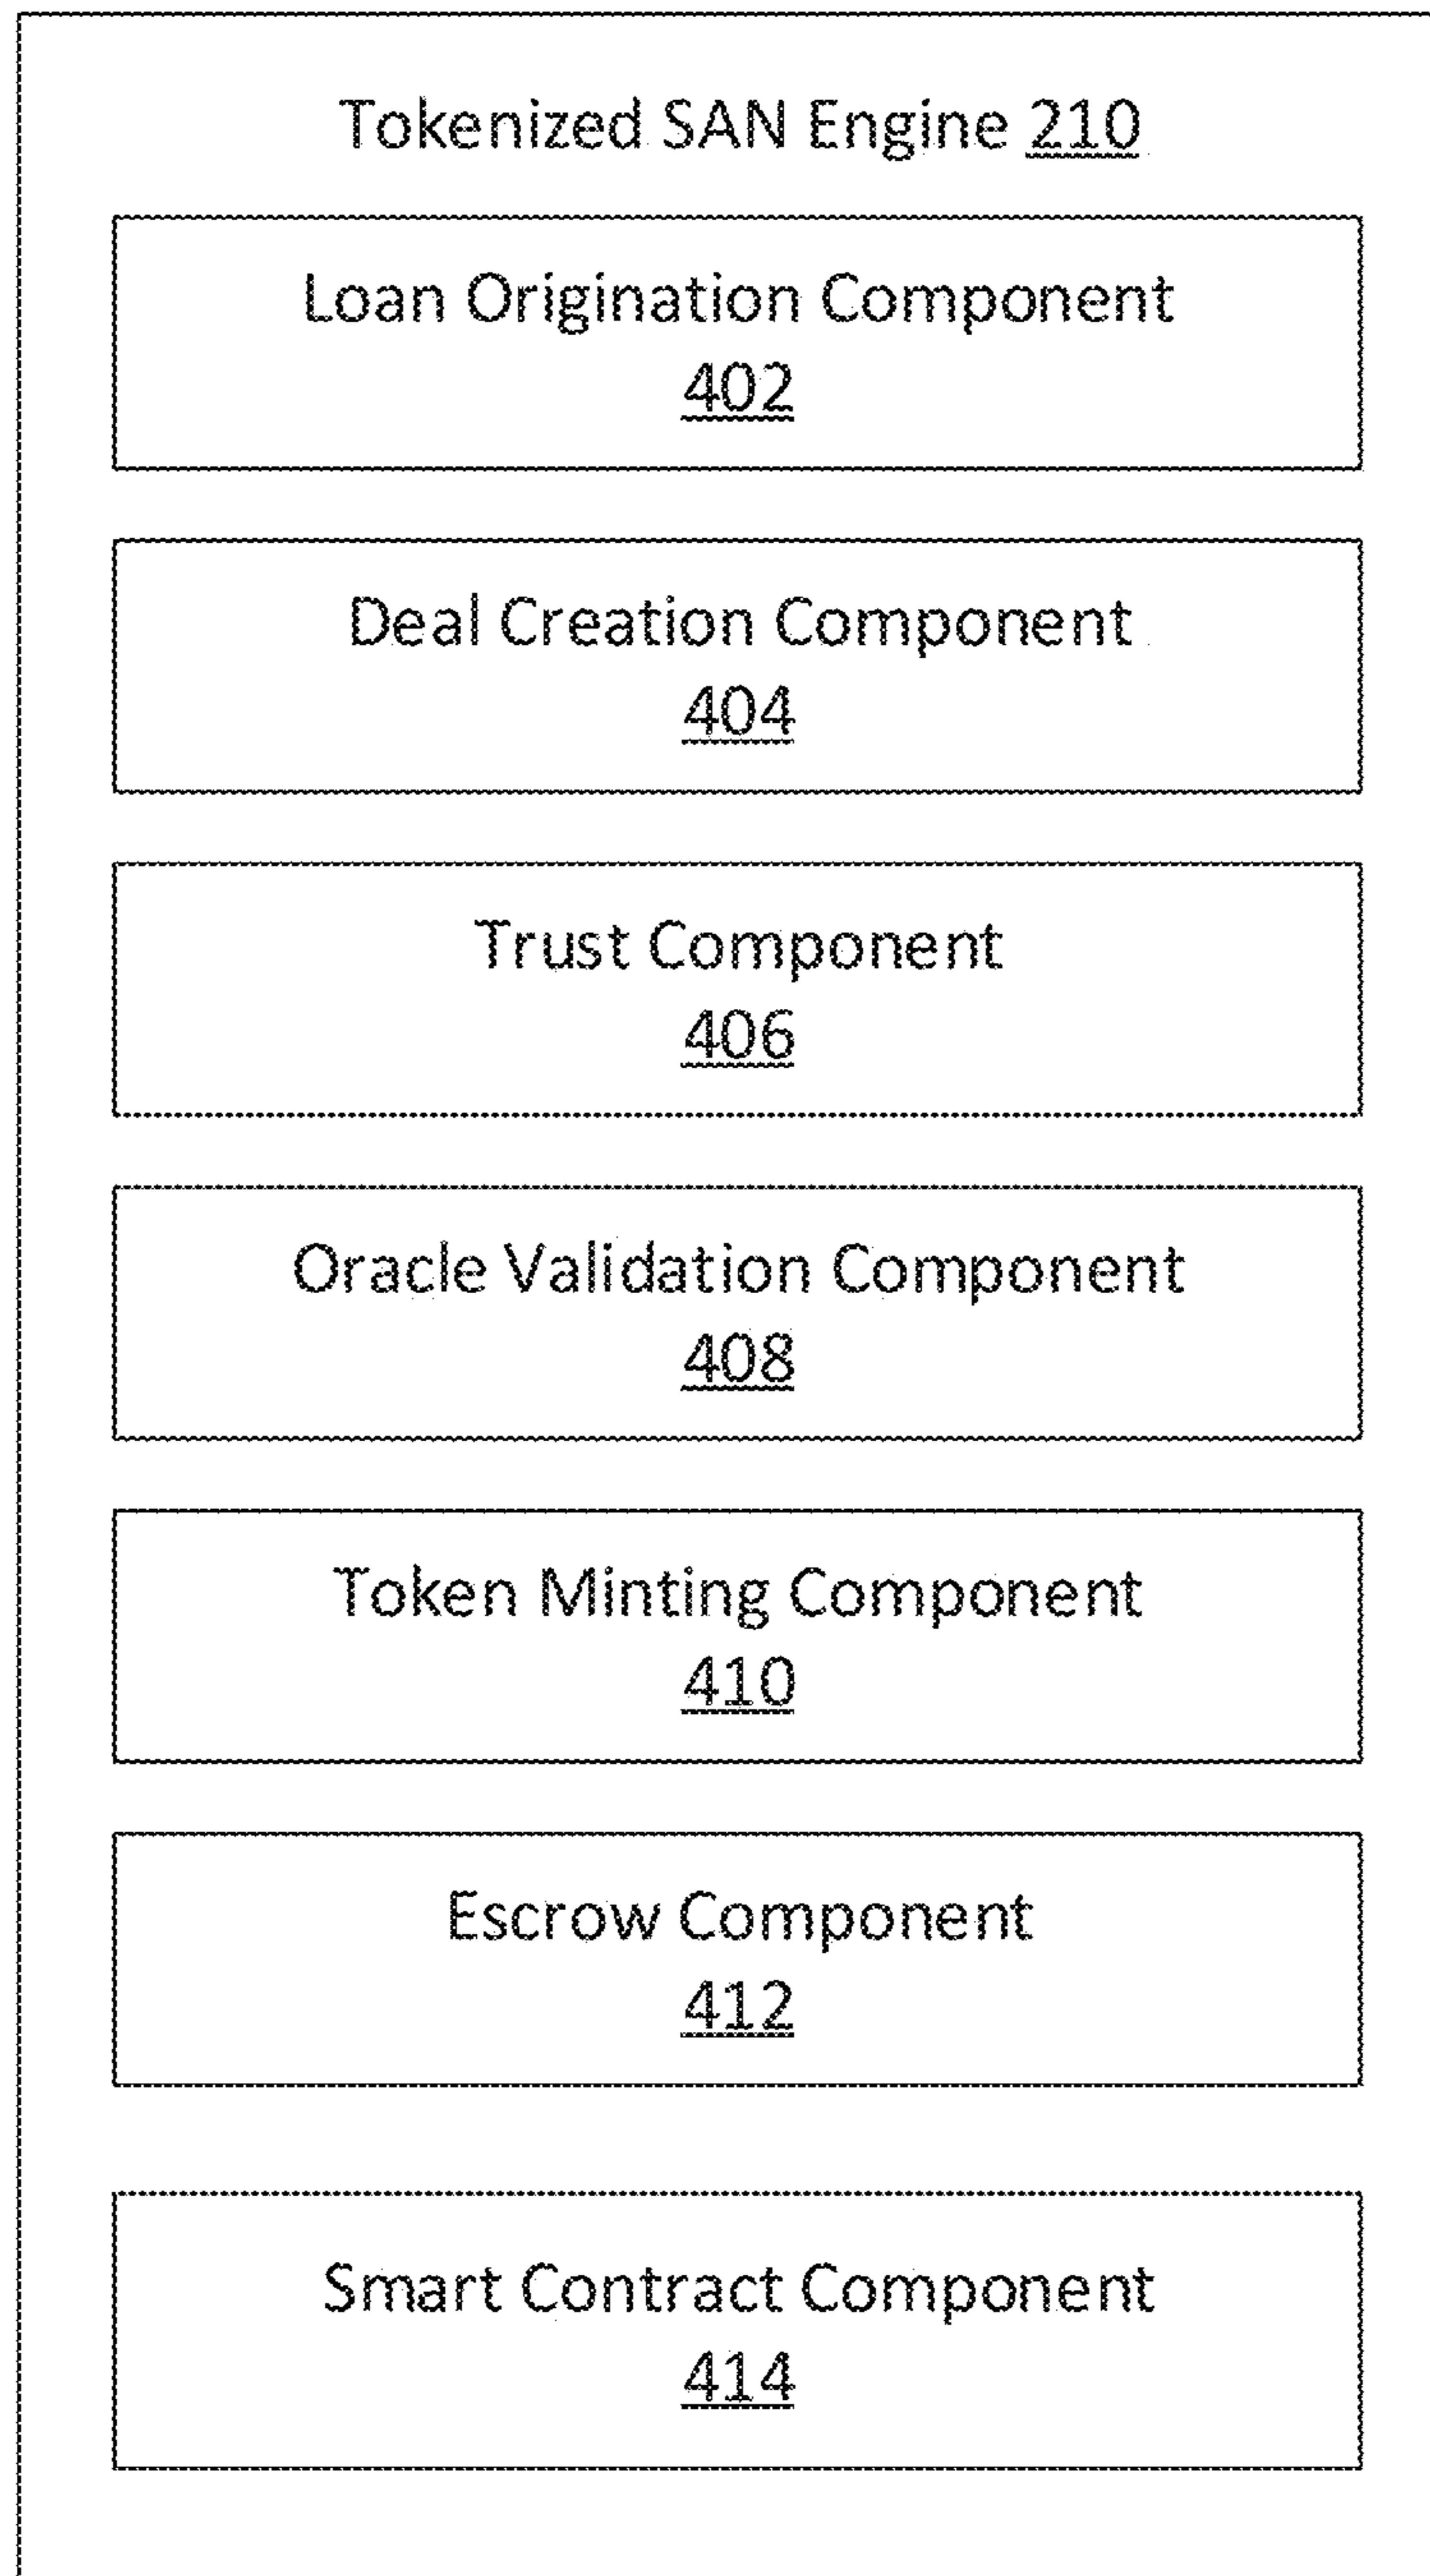 Tokenized SAN Engine 210
Loan Origination Component
402
Deal Creation Component
404
Trust Component
406
Oracle Validation Component
408
Token Minting Component
410
Escrow Component
412
Smart Contract Component
414